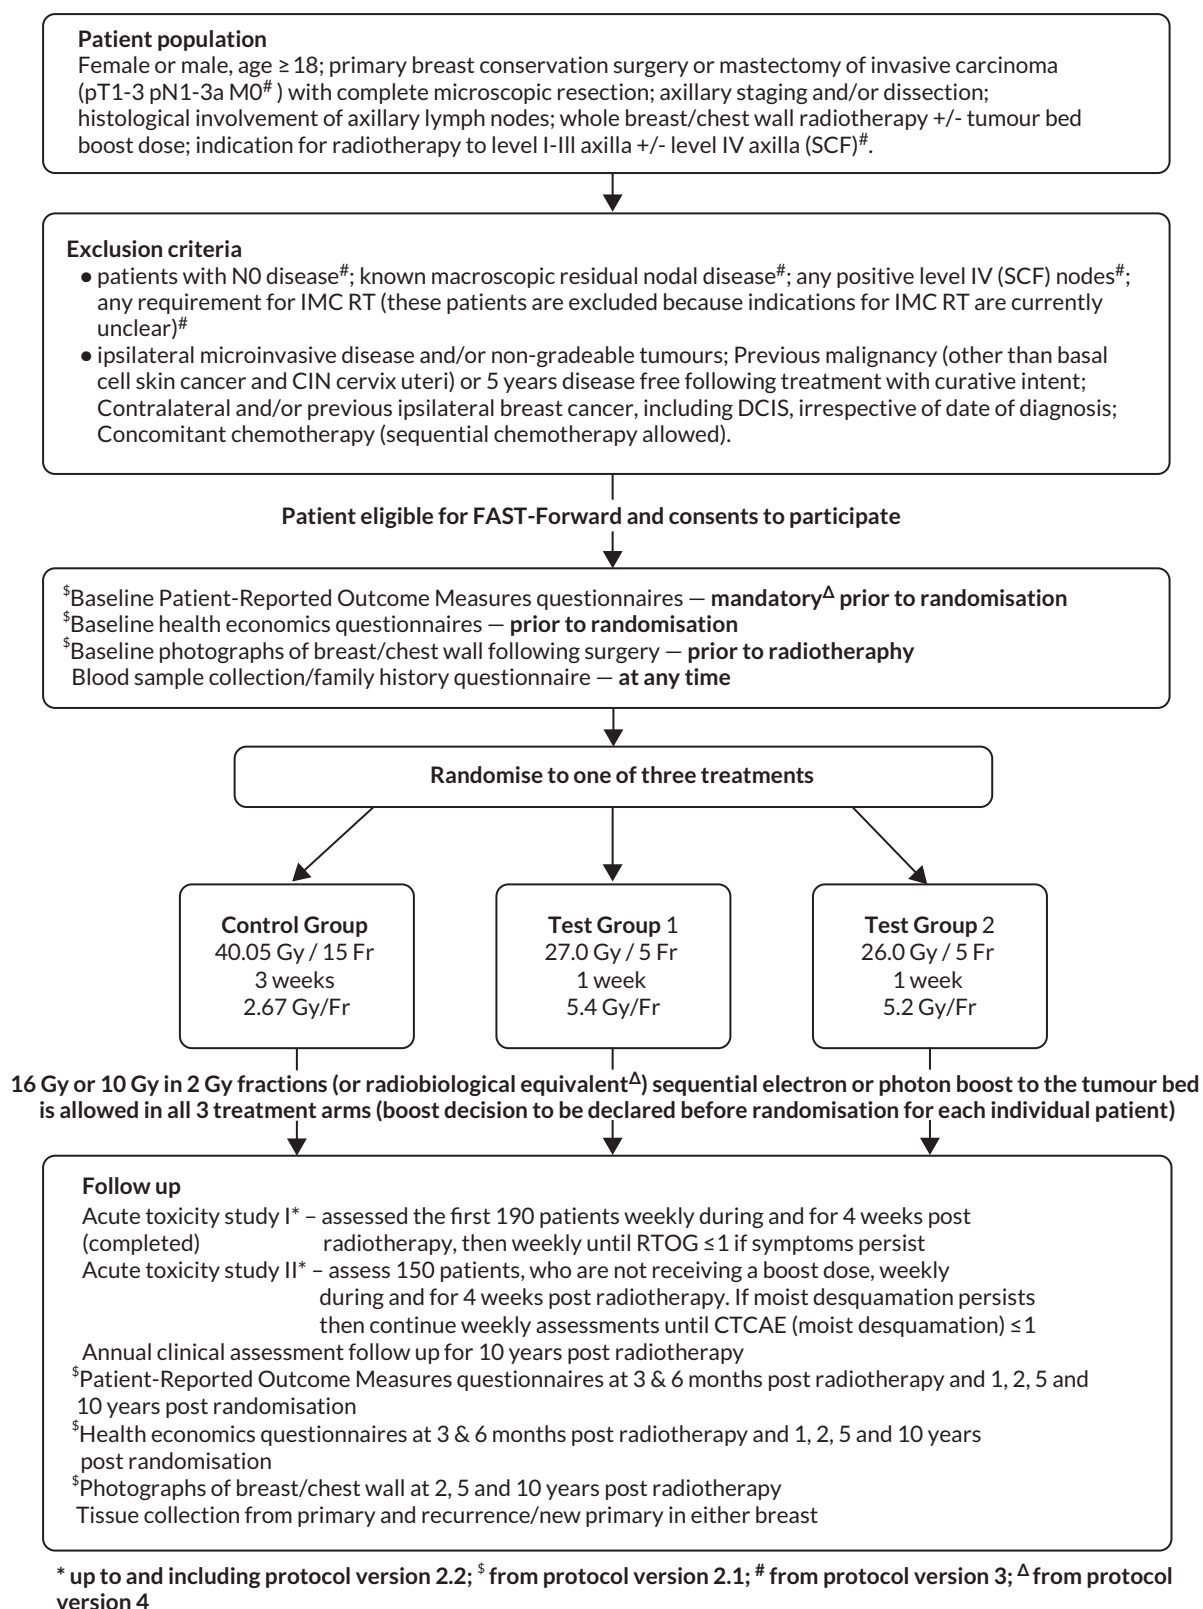 Patient population
Female or male, age ≥ 18; primary breast conservation surgery or mastectomy of invasive carcinoma
(pT1-3 pN1-3a M0# ) with complete microscopic resection; axillary staging and/or dissection;
histological involvement of axillary lymph nodes; whole breast/chest wall radiotherapy +/- tumour bed
boost dose; indication for radiotherapy to level I-III axilla +/- level IV axilla (SCF)#.
Exclusion criteria
● patients with N0 disease#; known macroscopic residual nodal disease#; any positive level IV (SCF) nodes#;
any requirement for IMC RT (these patients are excluded because indications for IMC RT are currently
unclear)#
● ipsilateral microinvasive disease and/or non-gradeable tumours; Previous malignancy (other than basal
cell skin cancer and CIN cervix uteri) or 5 years disease free following treatment with curative intent;
Contralateral and/or previous ipsilateral breast cancer, including DCIS, irrespective of date of diagnosis;
Concomitant chemotherapy (sequential chemotherapy allowed).
Patient eligible for FAST-Forward and consents to participate
$Baseline Patient-Reported Outcome Measures questionnaires — mandatoryΔ prior to randomisation
$Baseline health economics questionnaires — prior to randomisation
$Baseline photographs of breast/chest wall following surgery — prior to radiotheraphy
Blood sample collection/family history questionnaire — at any time
Randomise to one of three treatments
Control Group
40.05 Gy / 15 Fr
3 weeks
2.67 Gy/Fr
Test Group 1
27.0 Gy / 5 Fr
1 week
5.4 Gy/Fr
Test Group 2
26.0 Gy / 5 Fr
1 week
5.2 Gy/Fr
16 Gy or 10 Gy in 2 Gy fractions (or radiobiological equivalentΔ) sequential electron or photon boost to the tumour bed
is allowed in all 3 treatment arms (boost decision to be declared before randomisation for each individual patient)
Follow up
Acute toxicity study I* – assessed the first 190 patients weekly during and for 4 weeks post
(completed) radiotherapy, then weekly until RTOG ≤1 if symptoms persist
Acute toxicity study II* – assess 150 patients, who are not receiving a boost dose, weekly
during and for 4 weeks post radiotherapy. If moist desquamation persists
then continue weekly assessments until CTCAE (moist desquamation) ≤1
Annual clinical assessment follow up for 10 years post radiotherapy
$Patient-Reported Outcome Measures questionnaires at 3 & 6 months post radiotherapy and 1, 2, 5 and
10 years post randomisation
$Health economics questionnaires at 3 & 6 months post radiotherapy and 1, 2, 5 and 10 years
post randomisation
$Photographs of breast/chest wall at 2, 5 and 10 years post radiotherapy
Tissue collection from primary and recurrence/new primary in either breast
* up to and including protocol version 2.2; $ from protocol version 2.1; # from protocol version 3; Δ from protocol
version 4